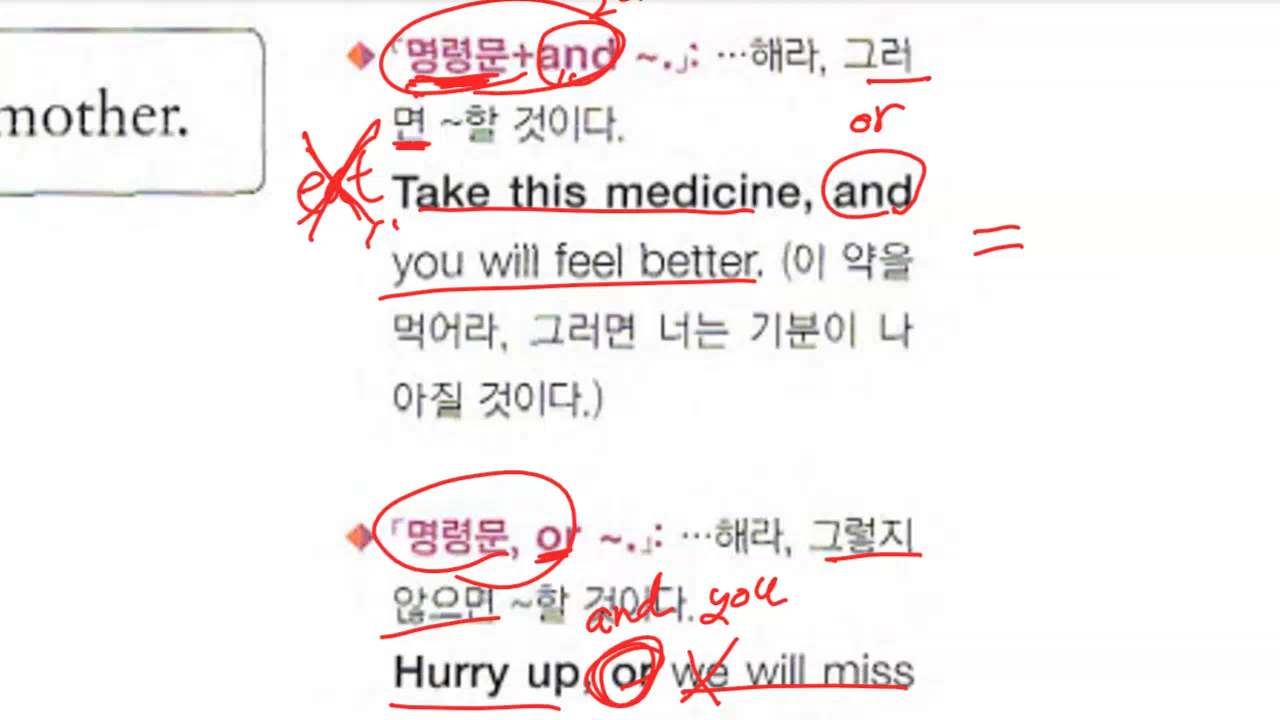 mother.
「명령문+and ~.」: …해라, 그러
면 ~할 것이다.
or
ext
Take this medicine, and
you will feel better. (이 약을
먹어라, 그러면 너는 기분이 나
아질 것이다.)
=
「명령문, or ~.」: …해라, 그렇지
않으면 ~할 것이다.
and you
Hurry up, or we will miss